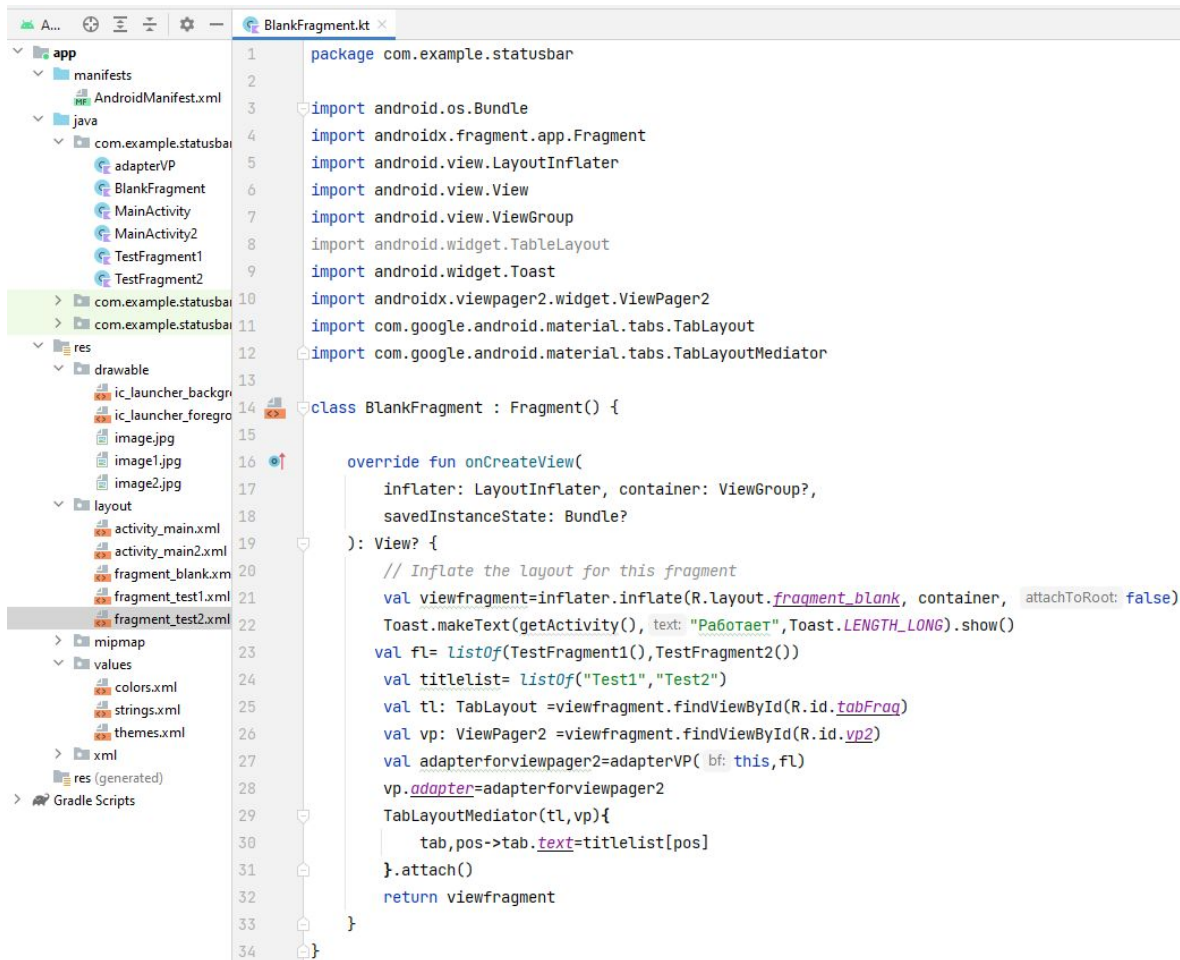 A...
BlankFragment.kt
app
manifests
AndroidManifest.xml
java
com.example.statusbar
adapterVP
BlankFragment
MainActivity
MainActivity2
TestFragment1
TestFragment2
com.example.statusbar
com.example.statusbar
res
drawable
ic_launcher_backgr
ic_launcher_foregro
image.jpg
image1.jpg
image2.jpg
layout
activity_main.xml
activity_main2.xml
fragment_blank.xm
fragment_test1.xml
fragment_test2.xml
mipmap
values
colors.xml
strings.xml
themes.xml
xml
res (generated)
Gradle Scripts
1 package com.example.statusbar
2
3 import android.os.Bundle
4 import androidx.fragment.app.Fragment
5 import android.view.LayoutInflater
6 import android.view.View
7 import android.view.ViewGroup
8 import android.widget.TableLayout
9 import android.widget.Toast
10 import androidx.viewpager2.widget.ViewPager2
11 import com.google.android.material.tabs.TabLayout
12 import com.google.android.material.tabs.TabLayoutMediator
13
14 class BlankFragment : Fragment() {
15
16 override fun onCreateView(
17 inflater: LayoutInflater, container: ViewGroup?,
18 savedInstanceState: Bundle?
19 ): View? {
20 // Inflate the layout for this fragment
21 val viewfragment=inflater.inflate(R.layout.fragment_blank, container, attachToRoot: false)
22 Toast.makeText(getActivity(), text: "Работает",Toast.LENGTH_LONG).show()
23 val fl= listOf(TestFragment1(),TestFragment2())
24 val titlelist= listOf("Test1","Test2")
25 val tl: TabLayout =viewfragment.findViewById(R.id.tabFrag)
26 val vp: ViewPager2 =viewfragment.findViewById(R.id.vp2)
27 val adapterforviewpager2=adapterVP( bf: this,fl)
28 vp.adapter=adapterforviewpager2
29 TabLayoutMediator(tl,vp){
30 tab,pos->tab.text=titlelist[pos]
31 }.attach()
32 return viewfragment
33 }
34 }